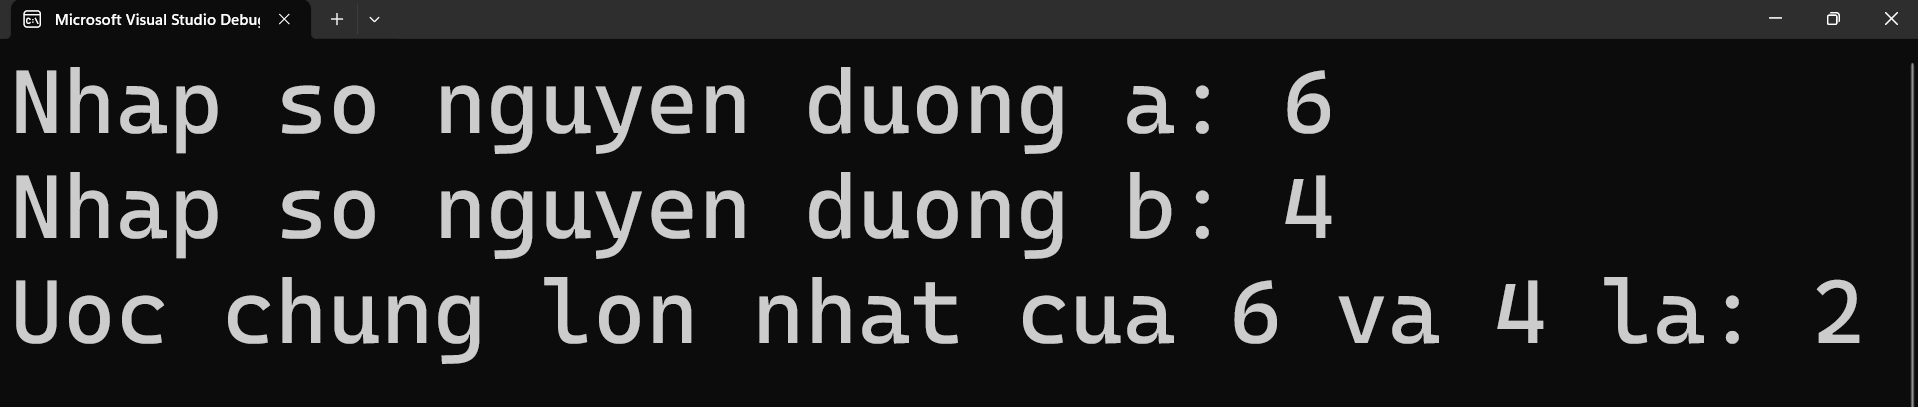 Microsoft Visual Studio Debu
Nhap so nguyen duong a: 6
Nhap so nguyen duong b: 4
Uoc chung lon nhat cua 6 va 4 la: 2